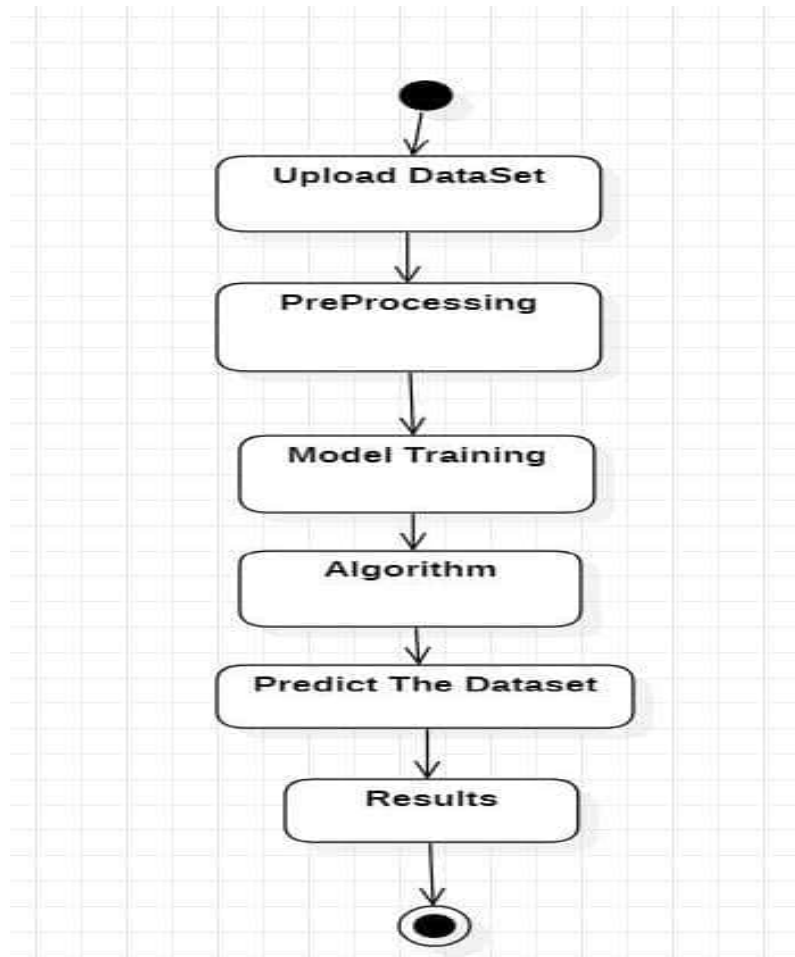 Upload DataSet
PreProcessing
Model Training
Algorithm
Predict The Dataset
Results